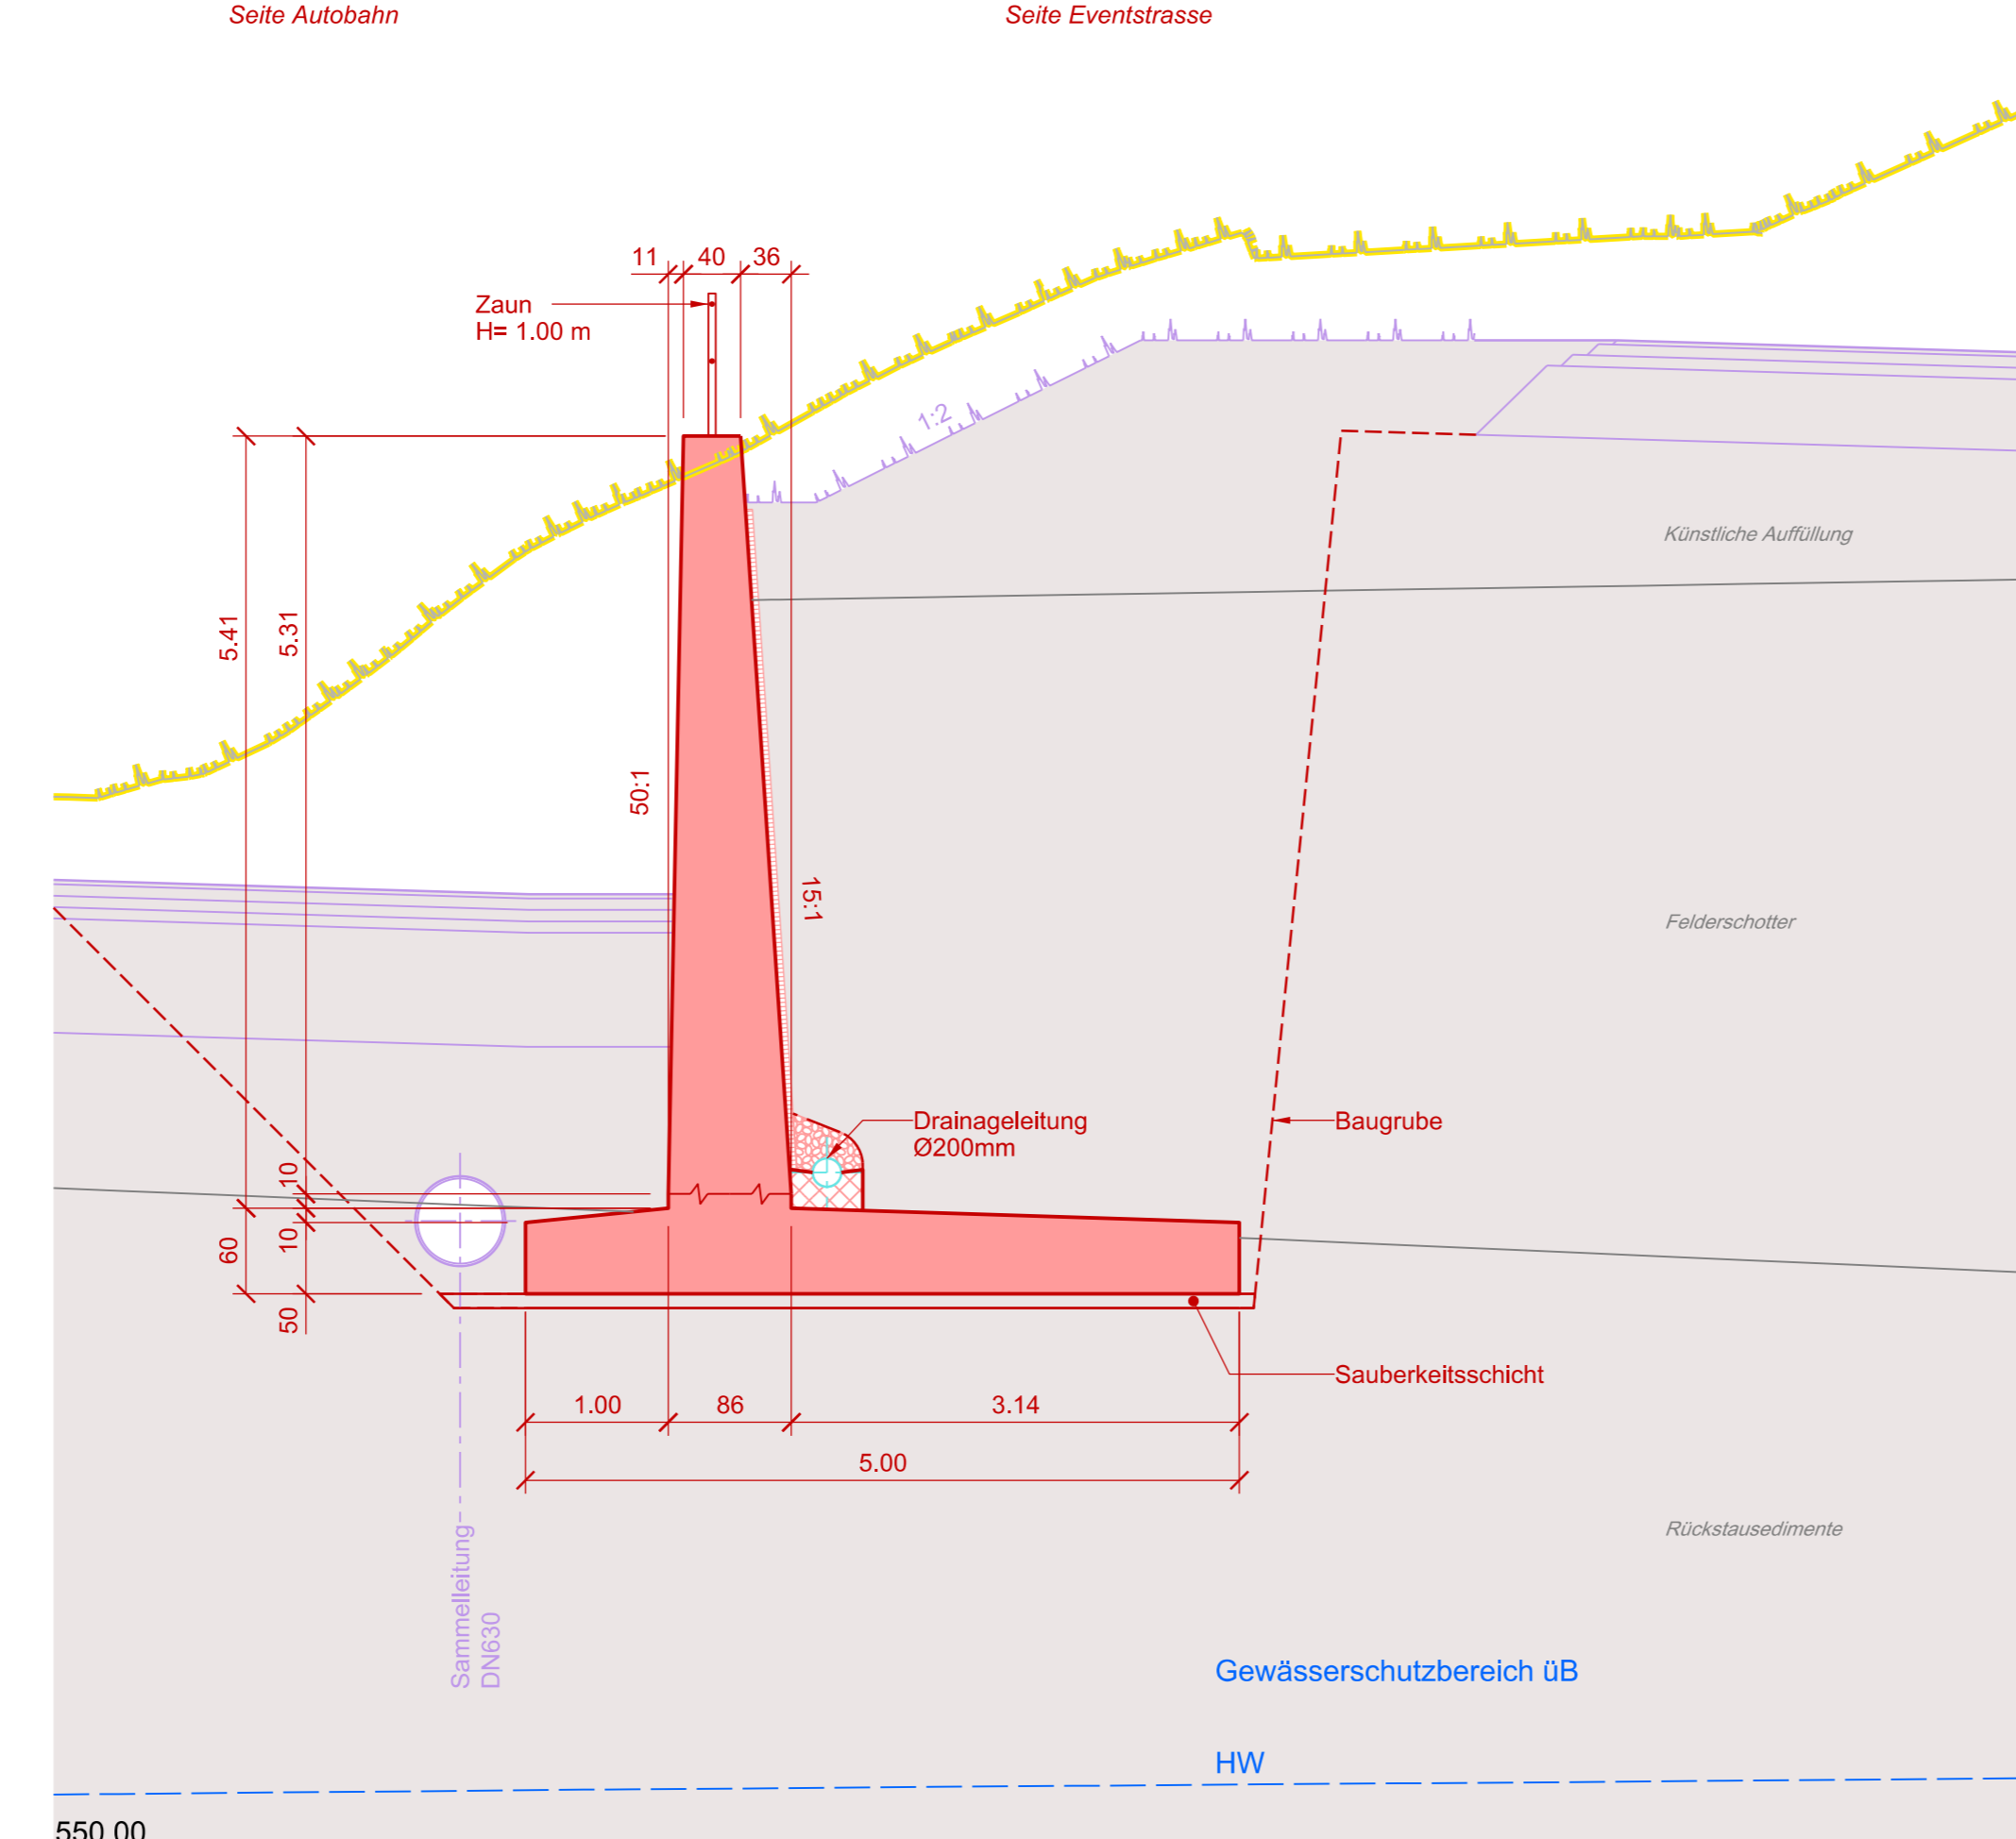 Seite Autobahn
Seite Eventstrasse
11
40
36
Zaun
H= 1.00 m
1:2
Künstliche Auffüllung
5.41
5.31
50:1
15:1
Felderschotter
Drainageleitung
Ø200mm
Baugrube
10
10
60
50
Sauberkeitsschicht
1.00
86
3.14
5.00
Rückstausedimente
Sammelleitung
DN630
Gewässerschutzbereich üB
HW
550.00